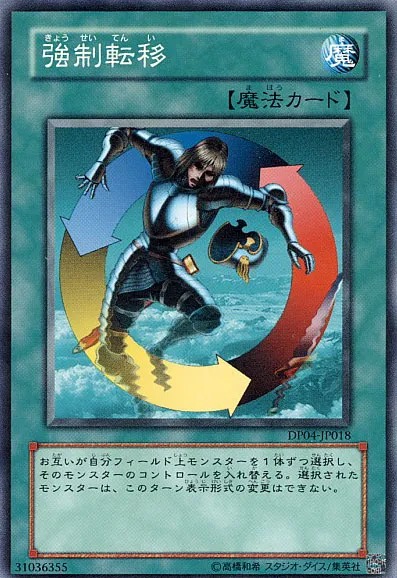 きょう せい てん い
強制転移
魔
ま ほう
【魔法カード】
DP04-JP018
お互いが自分フィールド上モンスターを１体ずつ選択し、
そのモンスターのコントロールを入れ替える。選択された
モンスターは、このターン表示形式の変更はできない。
31036355
©高橋和希 スタジオ・ダイス/集英社